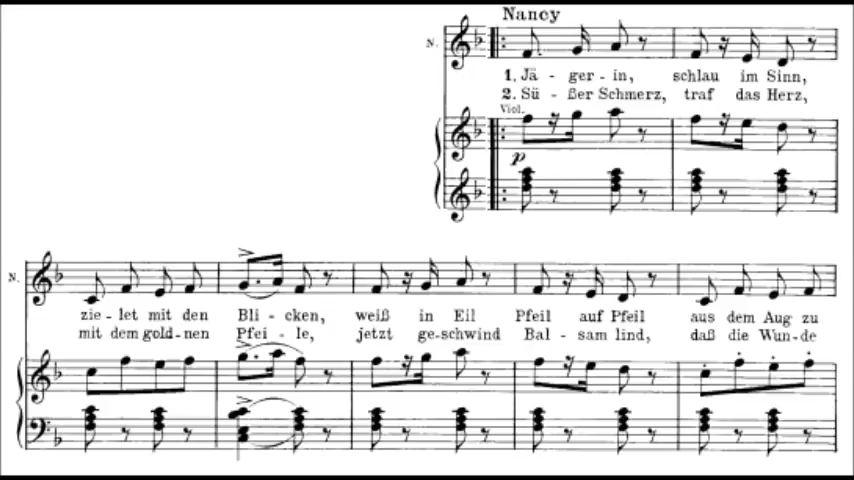 Nancy
N.
1. Jä - ger - in, schlau im Sinn,
2. Sü - ßer Schmerz, traf das Herz,
Viol.
p
N.
zie - let mit den Bli - cken, weiß in Eil Pfeil auf Pfeil aus dem Aug zu
mit dem gold - nen Pfei - le, jetzt ge - schwind Bal - sam lind, daß die Wun - de